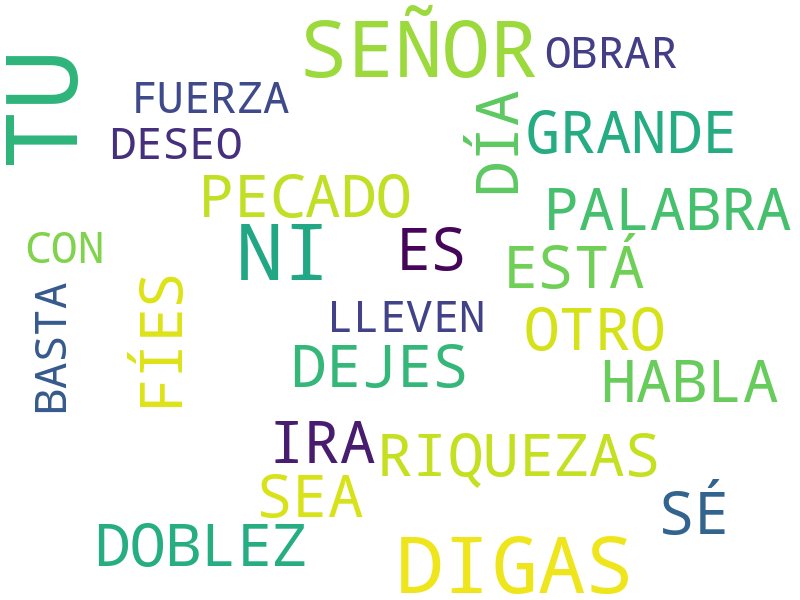 SEÑOR
OBRAR
TU
FUERZA
DÍA
GRANDE
DESEO
PECADO
PALABRA
NI
ES
CON
ESTÁ
FÍES
BASTA
LLEVEN
OTRO
DEJES
HABLA
IRA
RIQUEZAS
SEA
SÉ
DOBLEZ
DIGAS